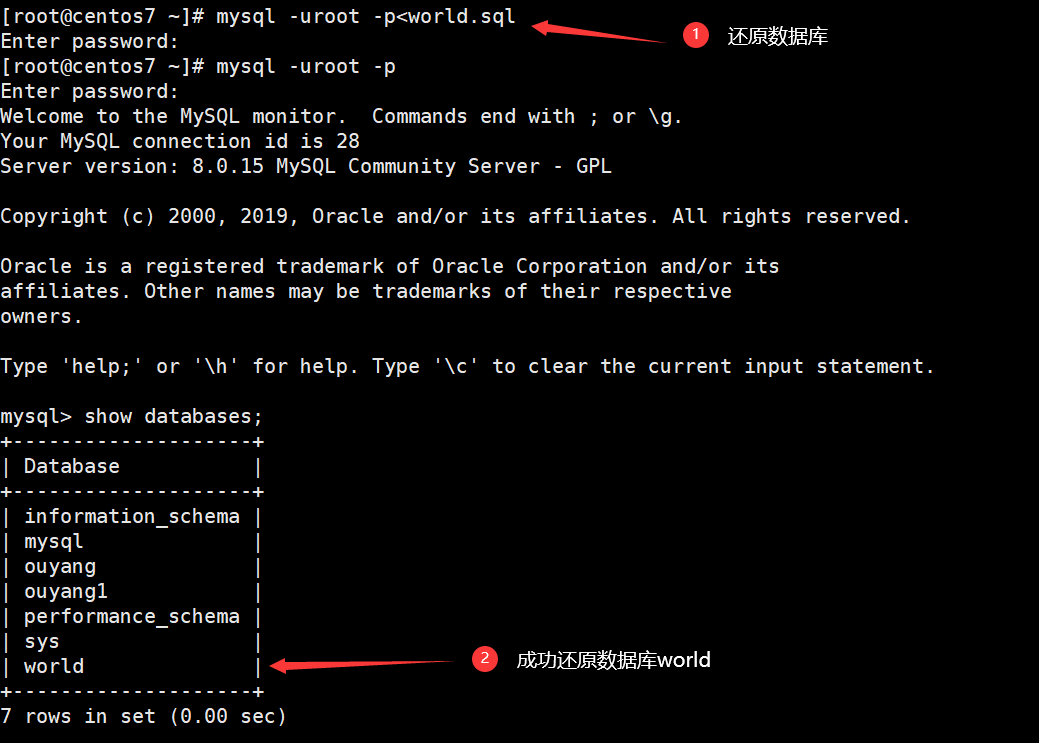 [root@centos7 ~]# mysql -uroot -p<world.sql
1 还原数据库
Enter password:
[root@centos7 ~]# mysql -uroot -p
Enter password:
Welcome to the MySQL monitor.  Commands end with ; or \g.
Your MySQL connection id is 28
Server version: 8.0.15 MySQL Community Server - GPL
Copyright (c) 2000, 2019, Oracle and/or its affiliates. All rights reserved.
Oracle is a registered trademark of Oracle Corporation and/or its
affiliates. Other names may be trademarks of their respective
owners.
Type 'help;' or '\h' for help. Type '\c' to clear the current input statement.
mysql> show databases;
+--------------------+
| Database           |
+--------------------+
| information_schema |
| mysql              |
| ouyang             |
| ouyang1            |
| performance_schema |
| sys                |
| world              |
2 成功还原数据库world
+--------------------+
7 rows in set (0.00 sec)